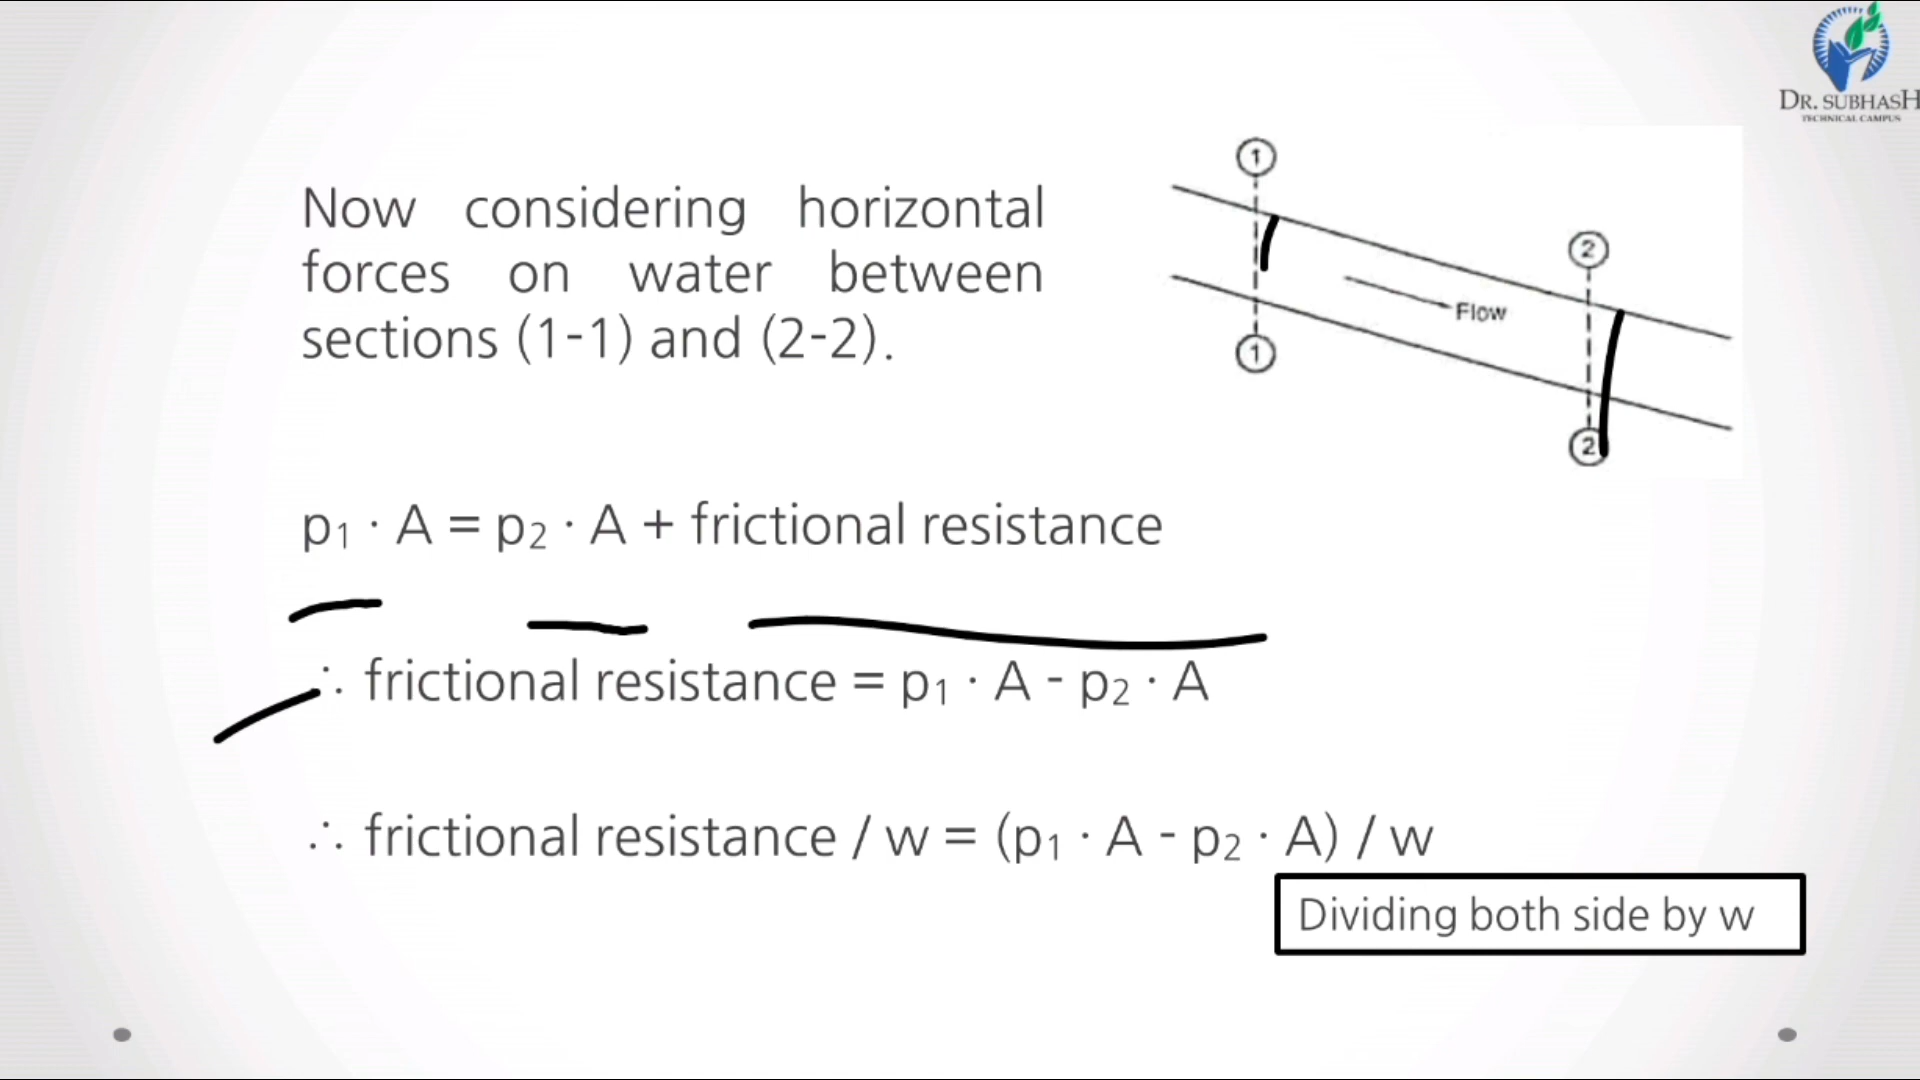 DR. SUBHASH
TECHNICAL CAMPUS
Now considering horizontal
forces on water between
sections (1-1) and (2-2).
1
2
Flow
1
2
p₁ · A = p₂ · A + frictional resistance
∴ frictional resistance = p₁ · A - p₂ · A
∴ frictional resistance / w = (p₁ · A - p₂ · A) / w
Dividing both side by w